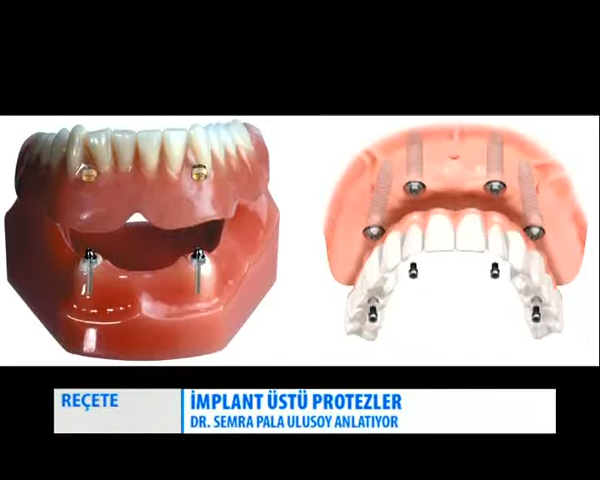 REÇETE
İMPLANT ÜSTÜ PROTEZLER
DR. SEMRA PALA ULUSOY ANLATIYOR